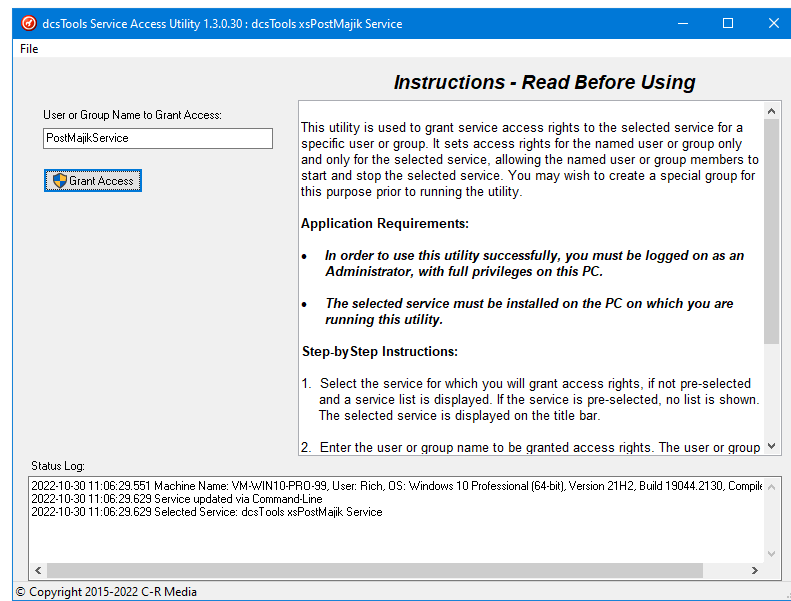 dcsTools Service Access Utility 1.3.0.30 : dcsTools xsPostMajik Service
File
Instructions - Read Before Using
User or Group Name to Grant Access:
PostMajikService
Grant Access
This utility is used to grant service access rights to the selected service for a
specific user or group. It sets access rights for the named user or group only
and only for the selected service, allowing the named user or group members to
start and stop the selected service. You may wish to create a special group for
this purpose prior to running the utility.
Application Requirements:
• In order to use this utility successfully, you must be logged on as an
Administrator, with full privileges on this PC.
• The selected service must be installed on the PC on which you are
running this utility.
Step-by Step Instructions:
1. Select the service for which you will grant access rights, if not pre-selected
and a service list is displayed. If the service is pre-selected, no list is shown.
The selected service is displayed on the title bar.
2. Enter the user or group name to be granted access rights. The user or group
Status Log:
2022-10-30 11:06:29.551 Machine Name: VM-WIN10-PRO-99, User: Rich, OS: Windows 10 Professional (64-bit), Version 21H2, Build 19044.2130, Compile
2022-10-30 11:06:29.629 Service updated via Command-Line
2022-10-30 11:06:29.629 Selected Service: dcsTools xsPostMajik Service
© Copyright 2015-2022 C-R Media